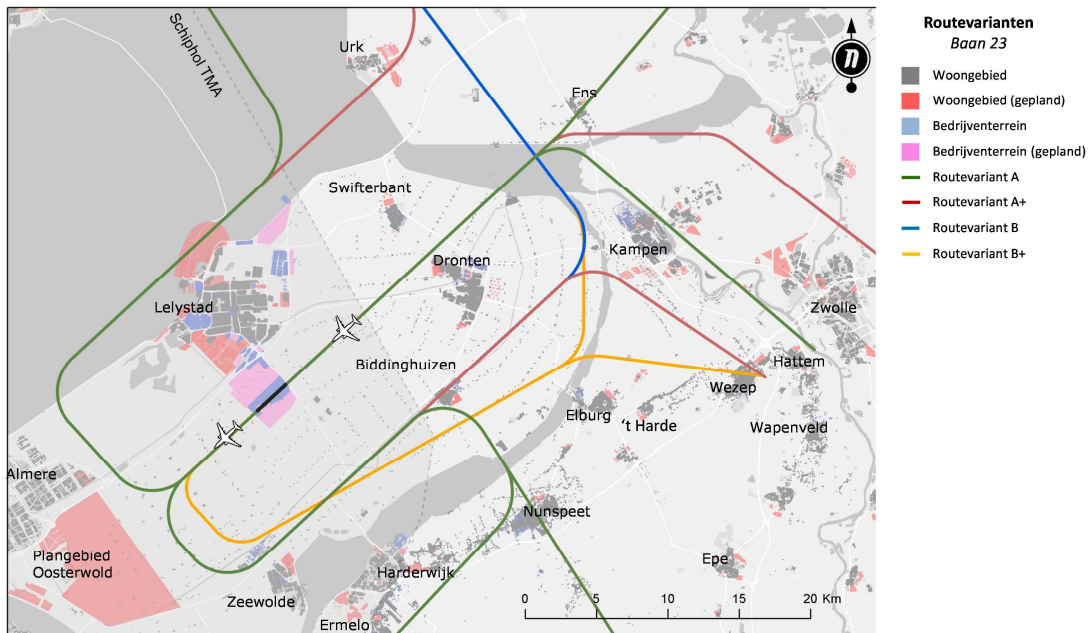 Schiphol TMA
Urk
Ens
Swifterbant
Kampen
Dronten
Lelystad
Zwolle
Biddinghuizen
Hattem
Wezep
Elburg
't Harde
Wapenveld
Almere
Nunspeet
Plangebied
Oosterwold
Epe
Harderwijk
Zeewolde
Ermelo
0 5 10 15 20 Km
n
Routevarianten
Baan 23
Woongebied
Woongebied (gepland)
Bedrijventerrein
Bedrijventerrein (gepland)
Routevariant A
Routevariant A+
Routevariant B
Routevariant B+